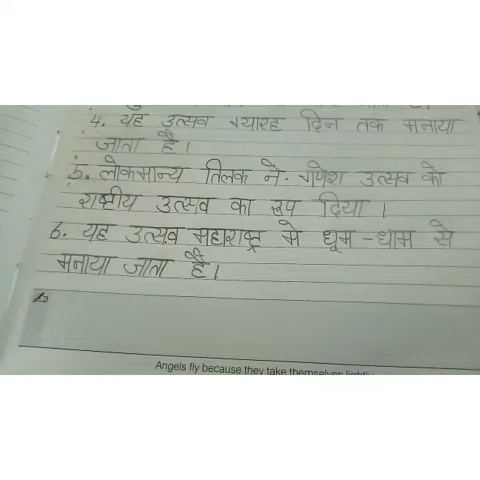 4. यह उत्सव ग्यारह दिन तक मनाया
जाता है।
5. लोकमान्य तिलक ने. गणेश उत्सव को
राष्ट्रीय उत्सव का रूप दिया ।
6. यह उत्सव महाराष्ट्र मे धूम -धाम से
मनाया जाता है।
Angels fly because they take themselves